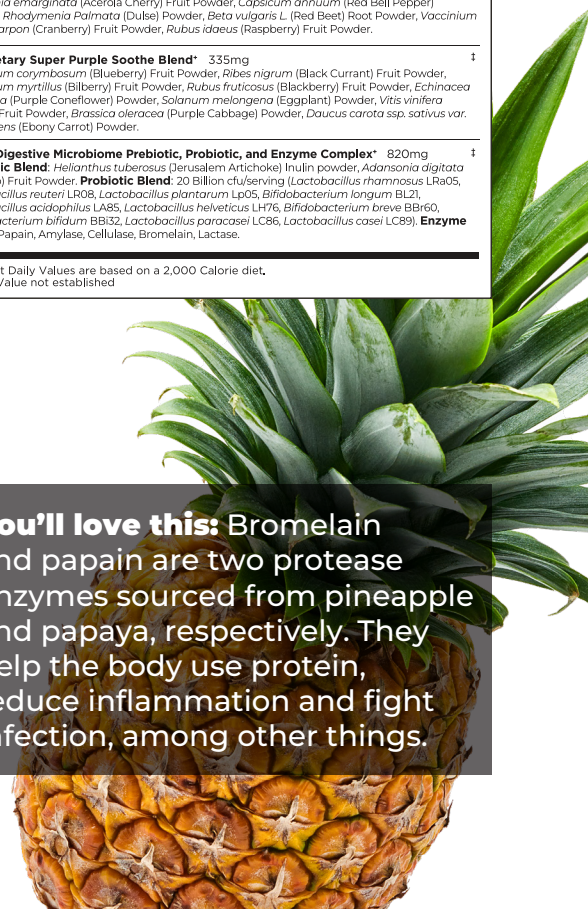 emarginata (Acerola Cherry) Fruit Powder, Capsicum annuum (Red Bell Pepper)
Rhodymenia Palmata (Dulse) Powder, Beta vulgaris L. (Red Beet) Root Powder, Vaccinium
arpon (Cranberry) Fruit Powder, Rubus idaeus (Raspberry) Fruit Powder.
etary Super Purple Soothe Blend⁺ 335mg ‡
um corymbosum (Blueberry) Fruit Powder, Ribes nigrum (Black Currant) Fruit Powder,
um myrtillus (Bilberry) Fruit Powder, Rubus fruticosus (Blackberry) Fruit Powder, Echinacea
a (Purple Coneflower) Powder, Solanum melongena (Eggplant) Powder, Vitis vinifera
Fruit Powder, Brassica oleracea (Purple Cabbage) Powder, Daucus carota ssp. sativus var.
ens (Ebony Carrot) Powder.
Digestive Microbiome Prebiotic, Probiotic, and Enzyme Complex⁺ 820mg ‡
ic Blend: Helianthus tuberosus (Jerusalem Artichoke) Inulin powder, Adansonia digitata
) Fruit Powder. Probiotic Blend: 20 Billion cfu/serving (Lactobacillus rhamnosus LRa05,
acillus reuteri LR08, Lactobacillus plantarum Lp05, Bifidobacterium longum BL21,
acillus acidophilus LA85, Lactobacillus helveticus LH76, Bifidobacterium breve BBr60,
acterium bifidum BBi32, Lactobacillus paracasei LC86, Lactobacillus casei LC89). Enzyme
Papain, Amylase, Cellulase, Bromelain, Lactase.
t Daily Values are based on a 2,000 Calorie diet.
Value not established
ou'll love this: Bromelain
nd papain are two protease
nzymes sourced from pineapple
nd papaya, respectively. They
elp the body use protein,
educe inflammation and fight
nfection, among other things.